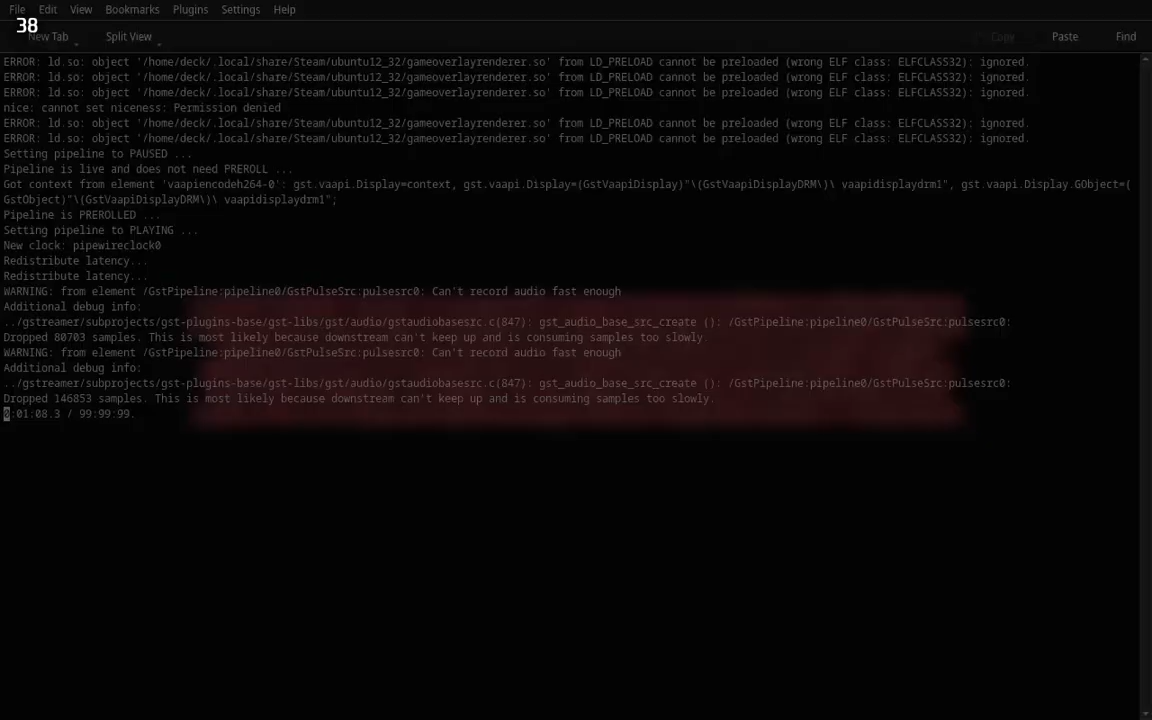 File Edit View Bookmarks Plugins Settings Help
38
New Tab Split View Copy Paste Find
ERROR: ld.so: object '/home/deck/.local/share/Steam/ubuntu12_32/gameoverlayrenderer.so' from LD_PRELOAD cannot be preloaded (wrong ELF class: ELFCLASS32): ignored.
ERROR: ld.so: object '/home/deck/.local/share/Steam/ubuntu12_32/gameoverlayrenderer.so' from LD_PRELOAD cannot be preloaded (wrong ELF class: ELFCLASS32): ignored.
ERROR: ld.so: object '/home/deck/.local/share/Steam/ubuntu12_32/gameoverlayrenderer.so' from LD_PRELOAD cannot be preloaded (wrong ELF class: ELFCLASS32): ignored.
nice: cannot set niceness: Permission denied
ERROR: ld.so: object '/home/deck/.local/share/Steam/ubuntu12_32/gameoverlayrenderer.so' from LD_PRELOAD cannot be preloaded (wrong ELF class: ELFCLASS32): ignored.
ERROR: ld.so: object '/home/deck/.local/share/Steam/ubuntu12_32/gameoverlayrenderer.so' from LD_PRELOAD cannot be preloaded (wrong ELF class: ELFCLASS32): ignored.
Setting pipeline to PAUSED ...
Pipeline is live and does not need PREROLL ...
Got context from element 'vaapiencodeh264-0': gst.vaapi.Display=context, gst.vaapi.Display=(GstVaapiDisplay)"\(GstVaapiDisplayDRM\)\ vaapidisplaydrm1", gst.vaapi.Display.GObject=(
GstObject)"\(GstVaapiDisplayDRM\)\ vaapidisplaydrm1";
Pipeline is PREROLLED ...
Setting pipeline to PLAYING ...
New clock: pipewireclock0
Redistribute latency...
Redistribute latency...
WARNING: from element /GstPipeline:pipeline0/GstPulseSrc:pulsesrc0: Can't record audio fast enough
Additional debug info:
../gstreamer/subprojects/gst-plugins-base/gst-libs/gst/audio/gstaudiobasesrc.c(847): gst_audio_base_src_create (): /GstPipeline:pipeline0/GstPulseSrc:pulsesrc0:
Dropped 80703 samples. This is most likely because downstream can't keep up and is consuming samples too slowly.
WARNING: from element /GstPipeline:pipeline0/GstPulseSrc:pulsesrc0: Can't record audio fast enough
Additional debug info:
../gstreamer/subprojects/gst-plugins-base/gst-libs/gst/audio/gstaudiobasesrc.c(847): gst_audio_base_src_create (): /GstPipeline:pipeline0/GstPulseSrc:pulsesrc0:
Dropped 146853 samples. This is most likely because downstream can't keep up and is consuming samples too slowly.
0:01:08.3 / 99:99:99.